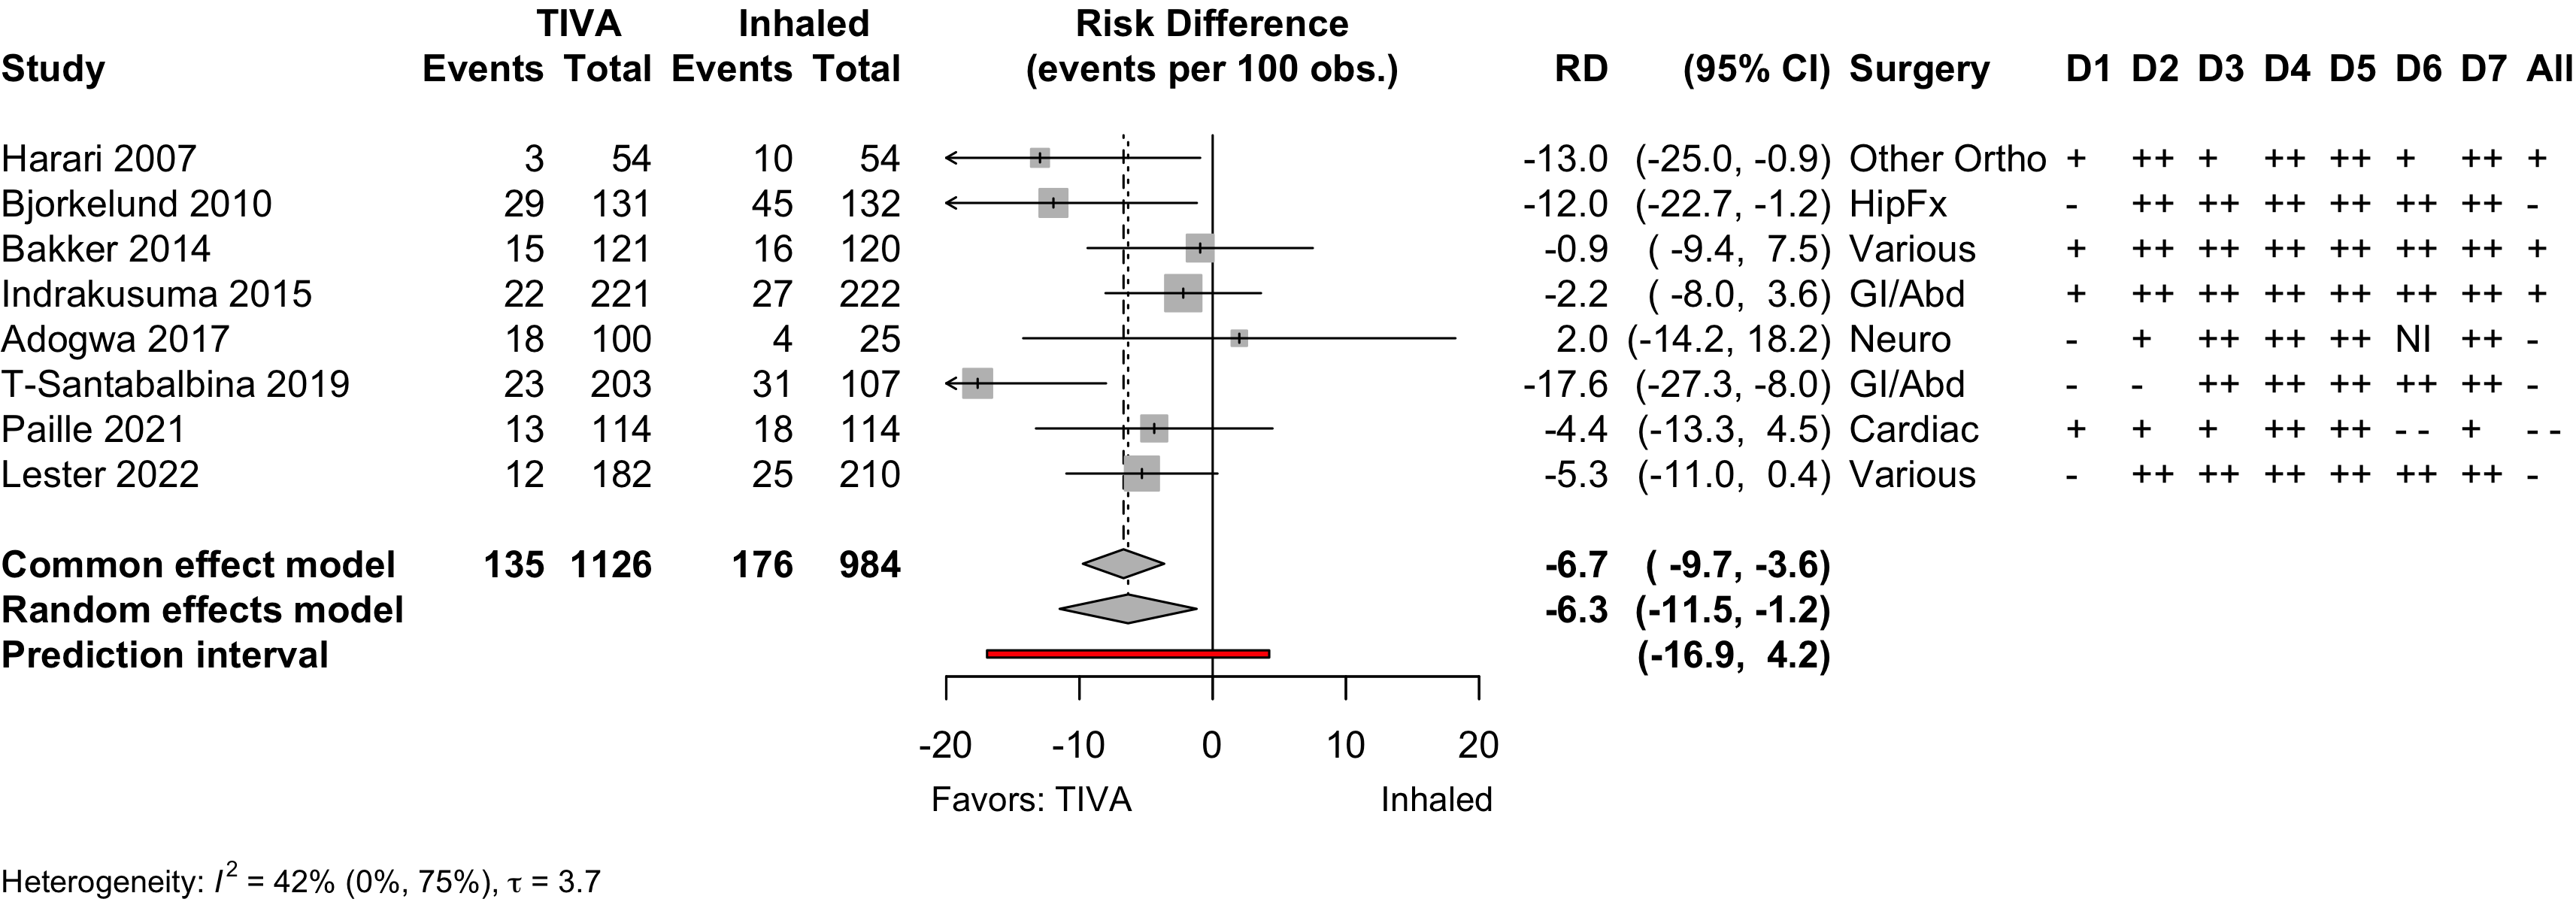 TIVA Inhaled Risk Difference
Study Events Total Events Total (events per 100 obs.) RD (95% CI) Surgery D1 D2 D3 D4 D5 D6 D7 All
Harari 2007 3 54 10 54 -13.0 (-25.0, -0.9) Other Ortho + ++ + ++ ++ + ++ +
Bjorkelund 2010 29 131 45 132 -12.0 (-22.7, -1.2) HipFx - ++ ++ ++ ++ ++ ++ -
Bakker 2014 15 121 16 120 -0.9 ( -9.4, 7.5) Various + ++ ++ ++ ++ ++ ++ +
Indrakusuma 2015 22 221 27 222 -2.2 ( -8.0, 3.6) GI/Abd + ++ ++ ++ ++ ++ ++ +
Adogwa 2017 18 100 4 25 2.0 (-14.2, 18.2) Neuro - + ++ ++ ++ NI ++ -
T-Santabalbina 2019 23 203 31 107 -17.6 (-27.3, -8.0) GI/Abd - - ++ ++ ++ ++ ++ -
Paille 2021 13 114 18 114 -4.4 (-13.3, 4.5) Cardiac + + + ++ ++ - - + - -
Lester 2022 12 182 25 210 -5.3 (-11.0, 0.4) Various - ++ ++ ++ ++ ++ ++ -
Common effect model 135 1126 176 984 -6.7 ( -9.7, -3.6)
Random effects model -6.3 (-11.5, -1.2)
Prediction interval (-16.9, 4.2)
-20 -10 0 10 20
Favors: TIVA Inhaled
Heterogeneity: I² = 42% (0%, 75%), τ = 3.7